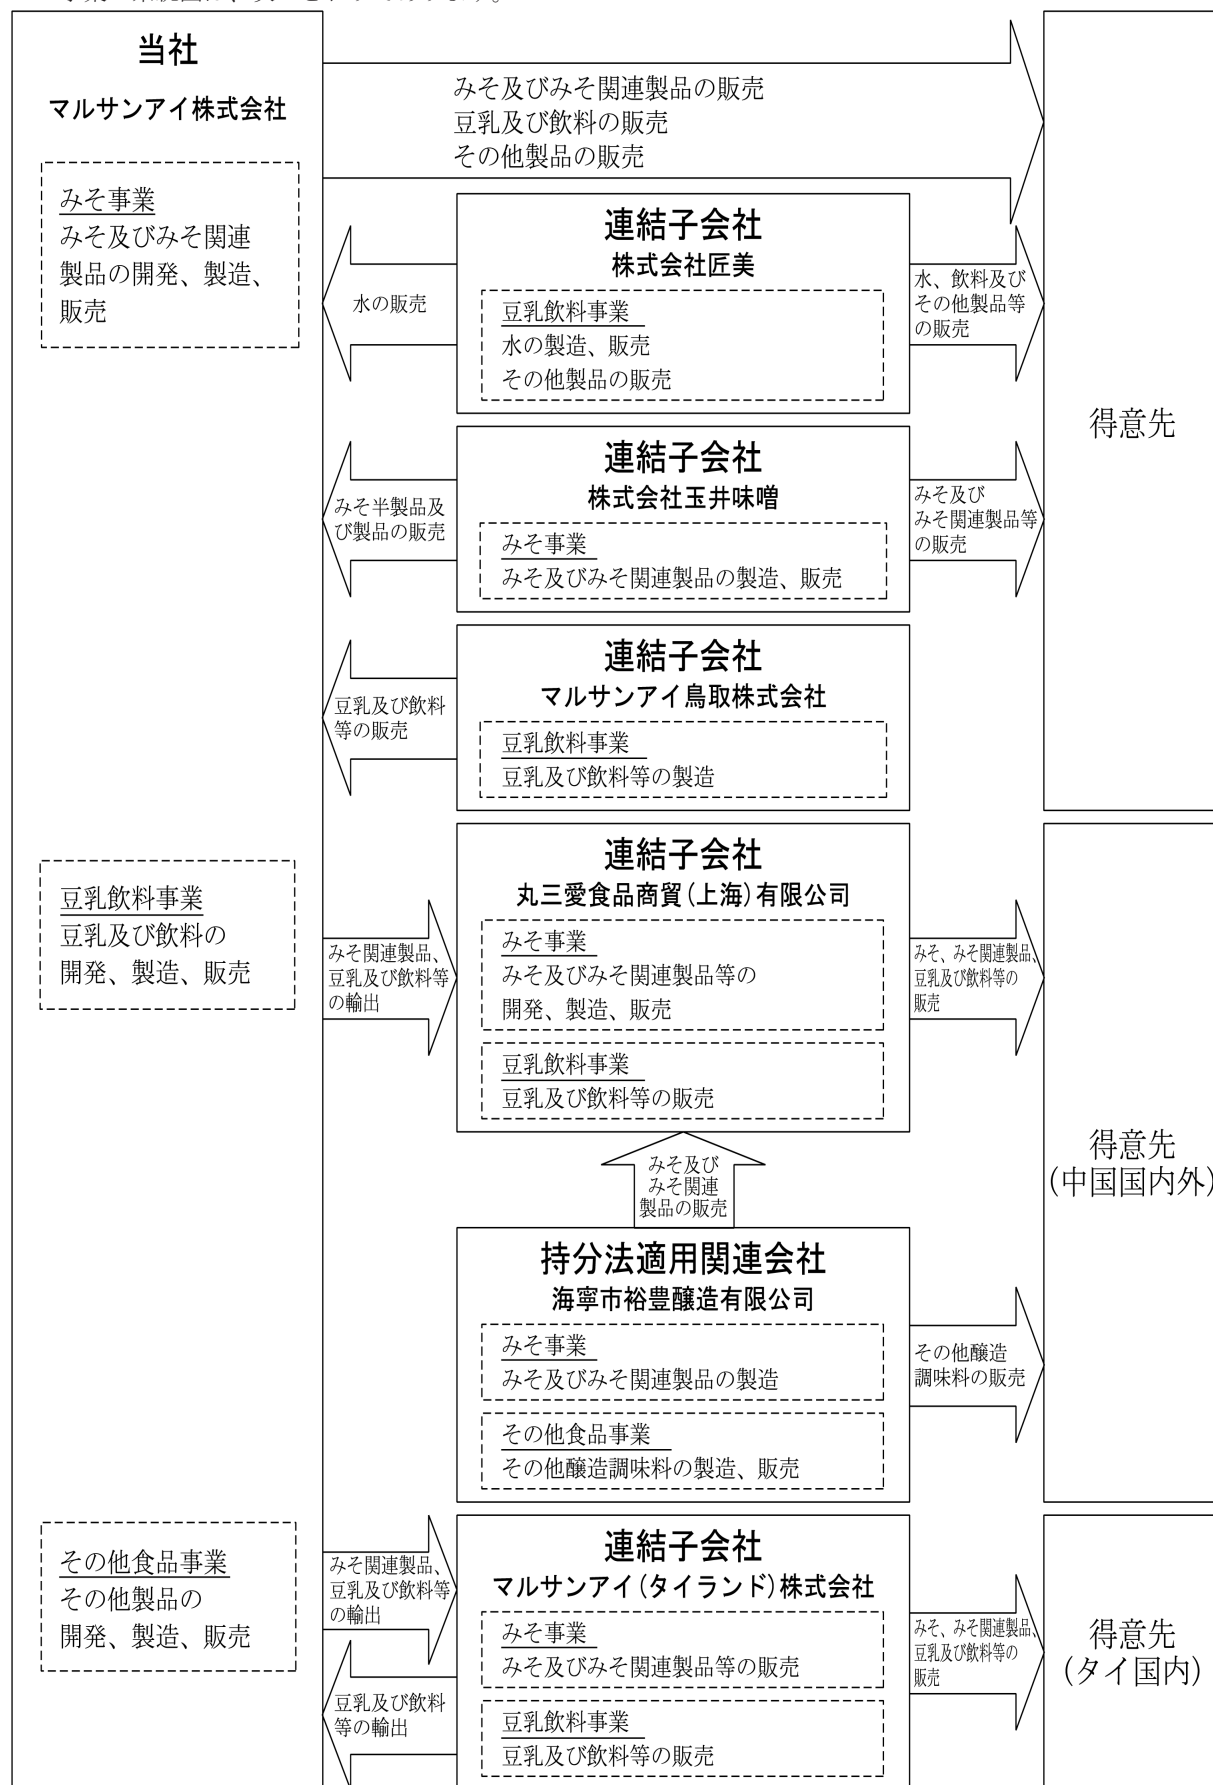 当社
マルサンアイ株式会社
みそ事業
みそ及びみそ関連
製品の開発、製造、
販売
みそ及びみそ関連製品の販売
豆乳及び飲料の販売
その他製品の販売
連結子会社
株式会社匠美
豆乳飲料事業
水の製造、販売
その他製品の販売
水の販売
水、飲料及び
その他製品等
の販売
得意先
連結子会社
株式会社玉井味噌
みそ事業
みそ及びみそ関連製品の製造、販売
みそ半製品及
び製品の販売
みそ及び
みそ関連製品等
の販売
連結子会社
マルサンアイ鳥取株式会社
豆乳飲料事業
豆乳及び飲料等の製造
豆乳及び飲料
等の販売
豆乳飲料事業
豆乳及び飲料の
開発、製造、販売
みそ関連製品、
豆乳及び飲料等
の輸出
連結子会社
丸三愛食品商貿(上海)有限公司
みそ事業
みそ及びみそ関連製品等の
開発、製造、販売
豆乳飲料事業
豆乳及び飲料等の販売
みそ、みそ関連製品、
豆乳及び飲料等の
販売
得意先
(中国国内外)
みそ及び
みそ関連
製品の販売
持分法適用関連会社
海寧市裕豊醸造有限公司
みそ事業
みそ及びみそ関連製品の製造
その他食品事業
その他醸造調味料の製造、販売
その他醸造
調味料の販売
その他食品事業
その他製品の
開発、製造、販売
みそ関連製品、
豆乳及び飲料等
の輸出
豆乳及び飲料
等の輸出
連結子会社
マルサンアイ(タイランド)株式会社
みそ事業
みそ及びみそ関連製品等の販売
豆乳飲料事業
豆乳及び飲料等の販売
みそ、みそ関連製品、
豆乳及び飲料等の
販売
得意先
(タイ国内)